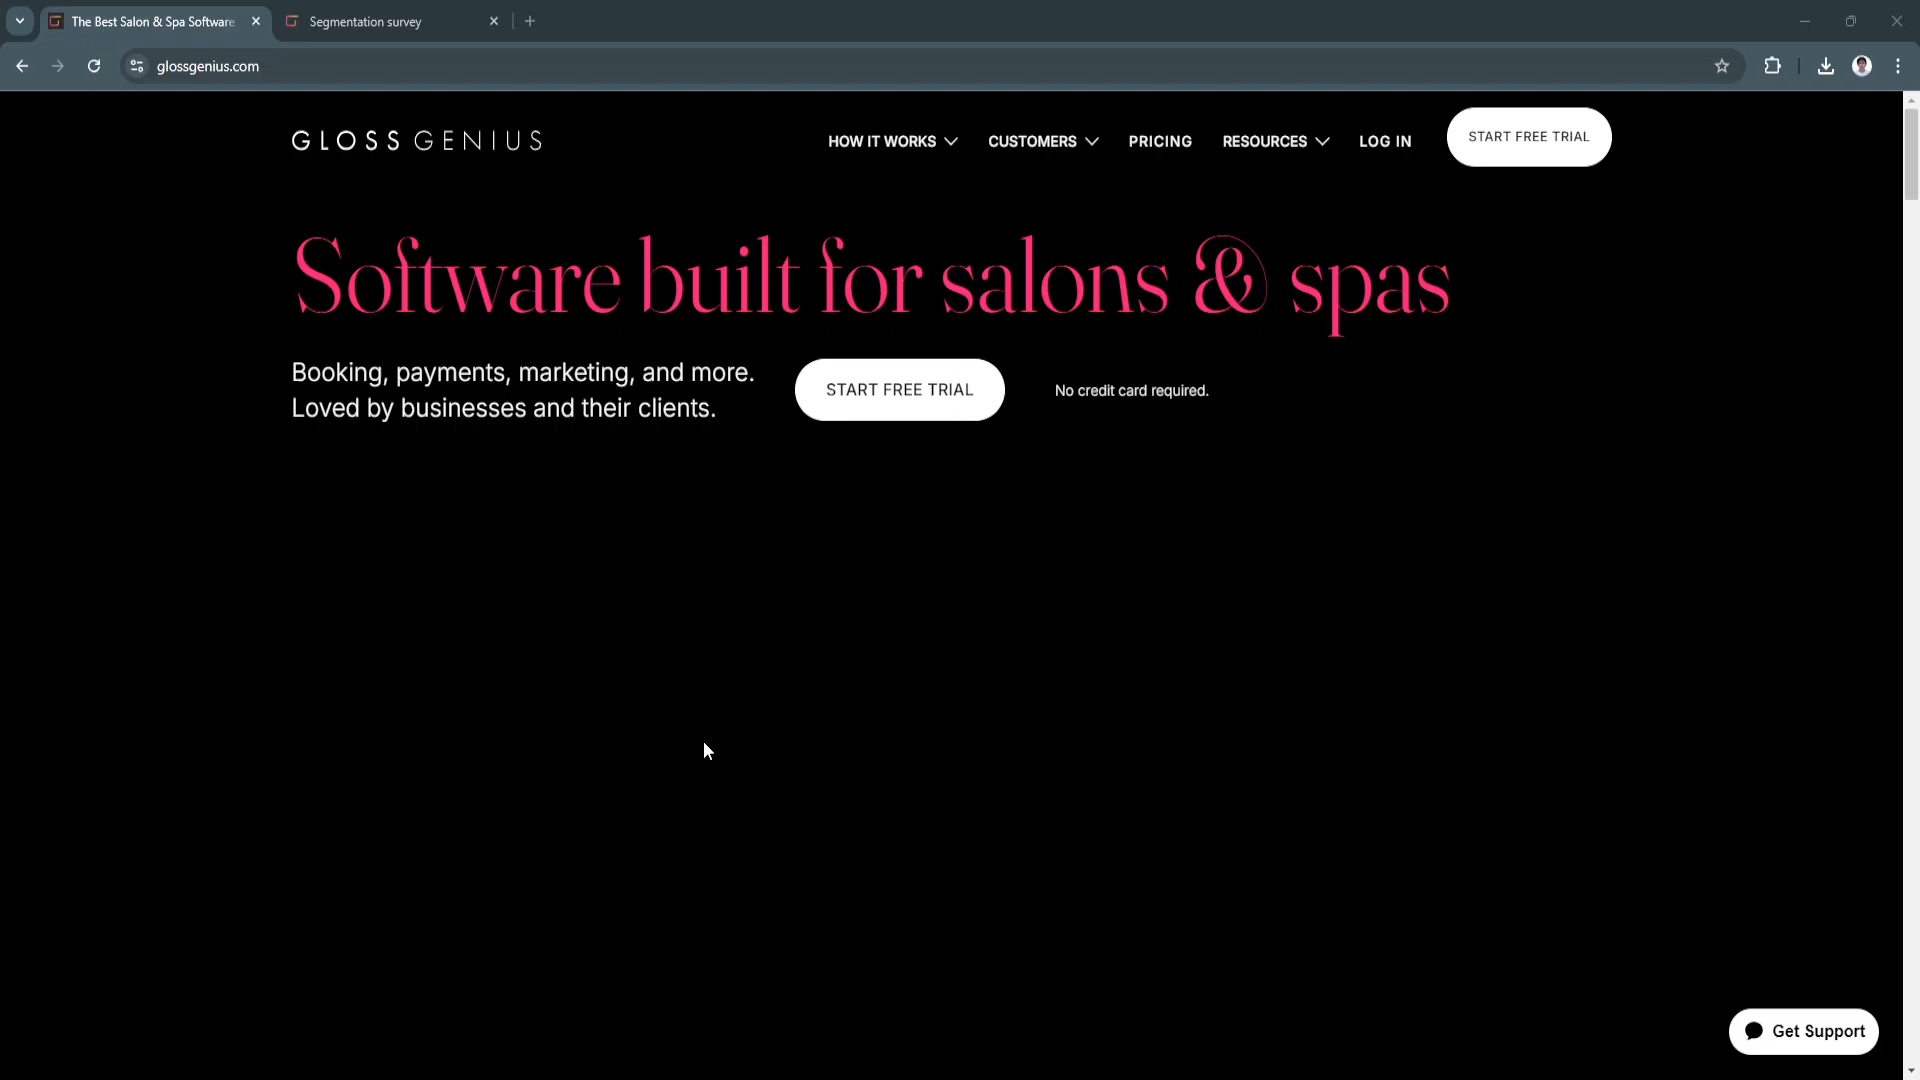 The Best Salon & Spa Software
Segmentation survey
glossgenius.com
GLOSSGENIUS
HOW IT WORKS
CUSTOMERS
PRICING
RESOURCES
LOG IN
START FREE TRIAL
Software built for salons & spas
Booking, payments, marketing, and more.
Loved by businesses and their clients.
START FREE TRIAL
No credit card required.
Get Support